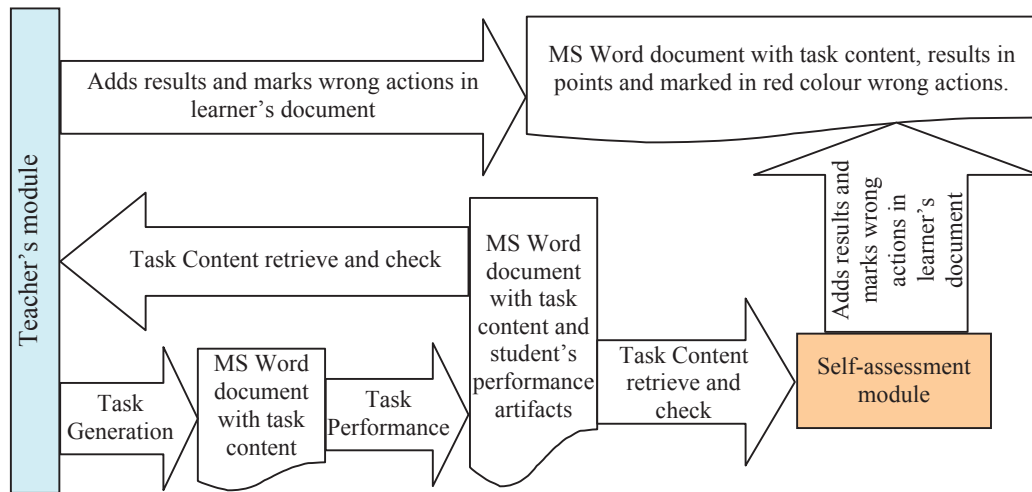 Teacher's module
Adds results and marks wrong actions in
learner's document
MS Word document with task content, results in
points and marked in red colour wrong actions.
Task Content retrieve and check
MS Word
document
with task
content and
student's
performance
artifacts
Adds results and
marks wrong
actions in
learner's
document
Task
Generation
MS Word
document
with task
content
Task
Performance
Task Content
retrieve and
check
Self-assessment
module